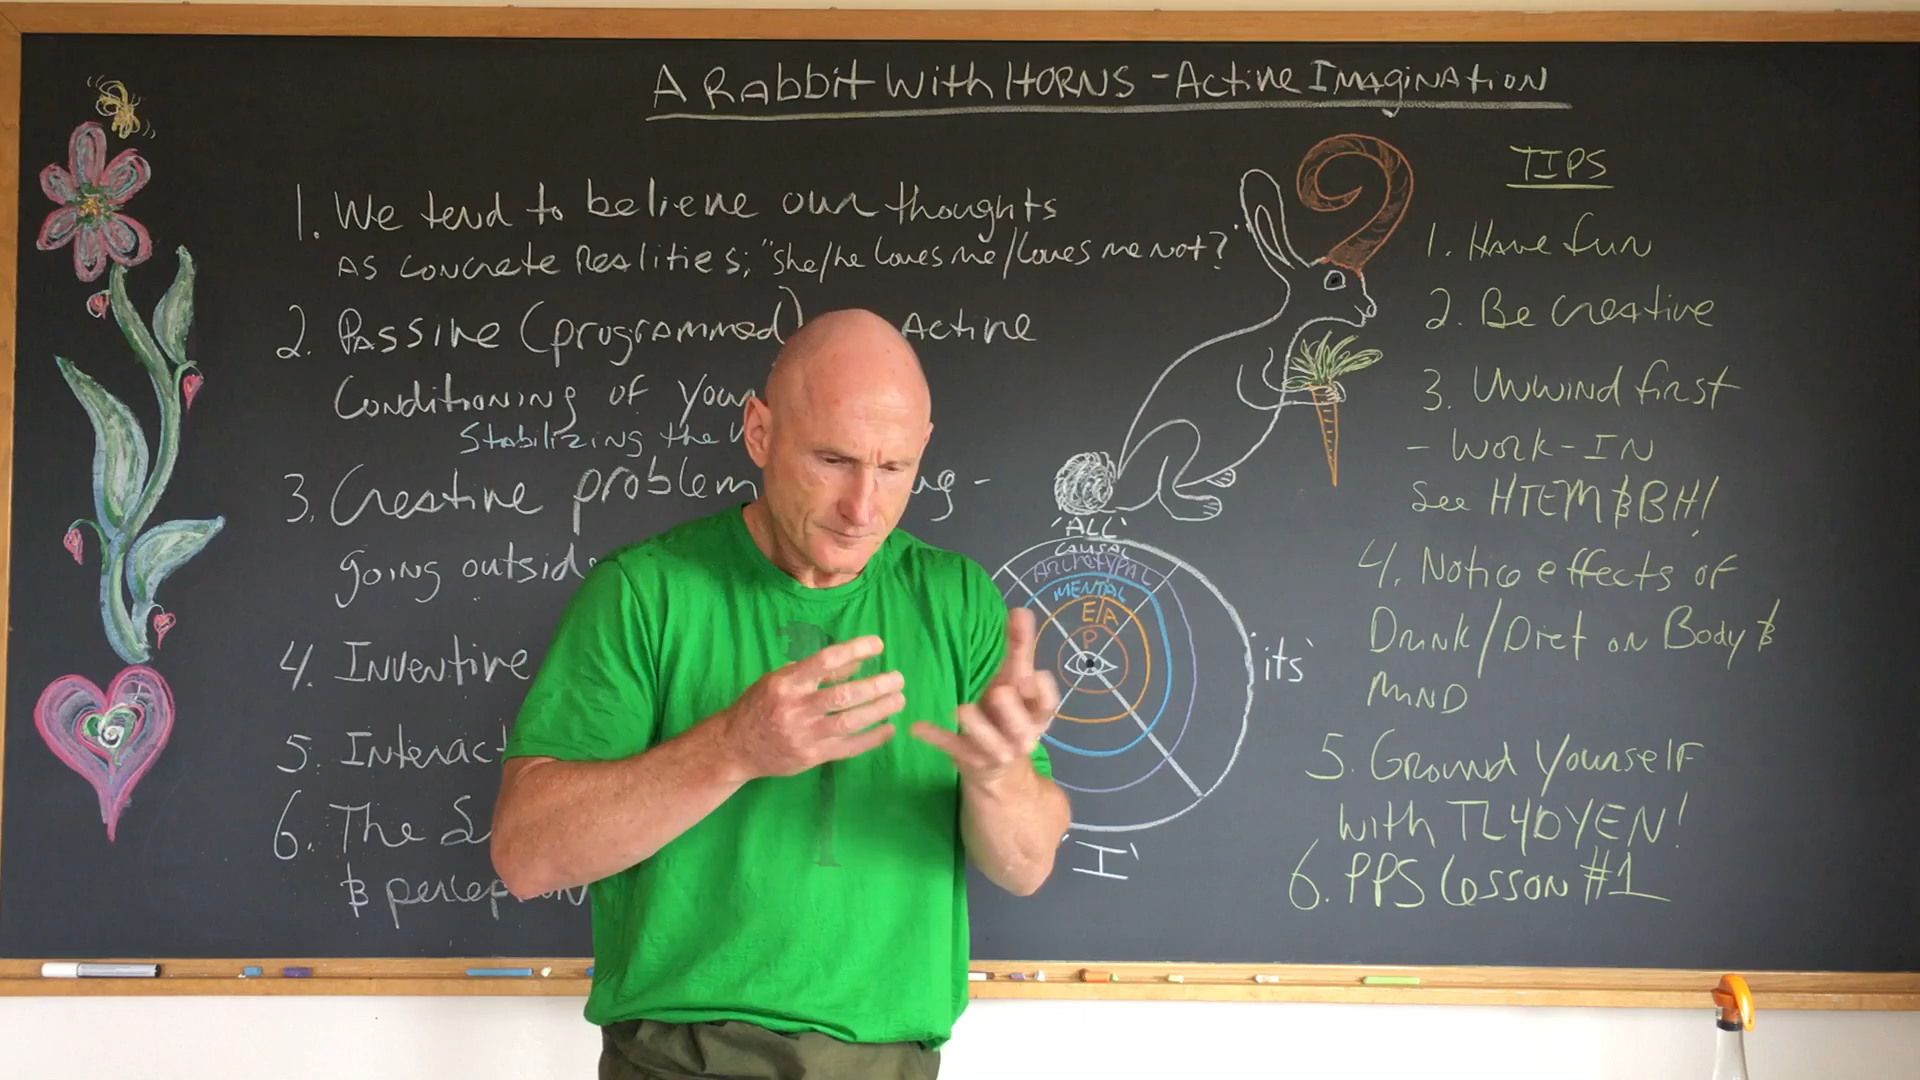 A Rabbit With HORNS - Active Imagination
1. We tend to believe our thoughts
As concrete Realities; "she/he loves me/loves me not?"
2. Passive (programmed) Active
Conditioning of your
Stabilizing the
3. Creative problem -
going outside
4. Inventive
5. Interact
6. The
& perception
TIPS
1. Have fun
2. Be Creative
3. Unwind first
- Work-IN
See HTEM&BH!
4. Notice effects of
Drink/Diet on Body &
Mind
5. Ground Yourself
with TL4DYEN!
6. PPS Lesson #1
'ALL'
CAUSAL
ARCHETYPAL
MENTAL
E/A
P
'its'
'I'